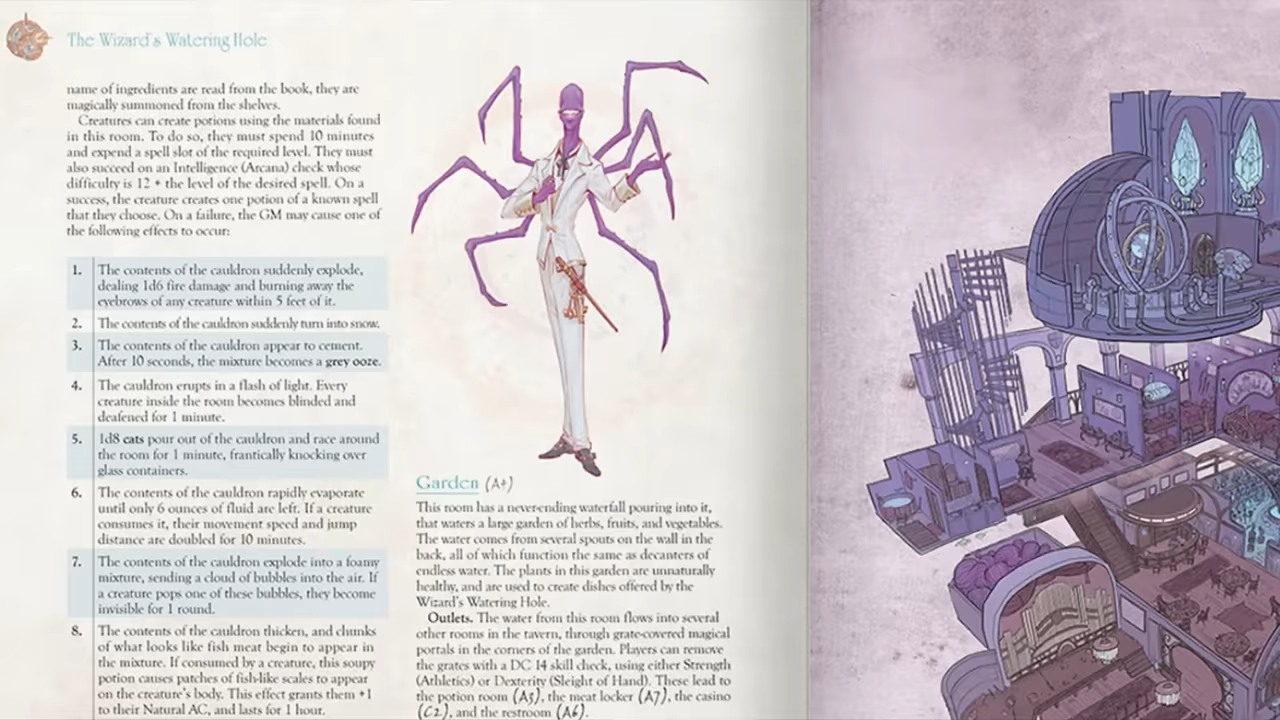 The Wizard's Watering Hole
name of ingredients are read from the book, they are
magically summoned from the shelves.
Creatures can create potions using the materials found
in this room. To do so, they must spend 10 minutes
and expend a spell slot of the required level. They must
also succeed on an Intelligence (Arcana) check whose
difficulty is 12 + the level of the desired spell. On a
success, the creature creates one potion of a known spell
that they choose. On a failure, the GM may cause one of
the following effects to occur:
1. The contents of the cauldron suddenly explode,
dealing 1d6 fire damage and burning away the
eyebrows of any creature within 5 feet of it.
2. The contents of the cauldron suddenly turn into snow.
3. The contents of the cauldron appear to cement.
After 10 seconds, the mixture becomes a grey ooze.
4. The cauldron erupts in a flash of light. Every
creature inside the room becomes blinded and
deafened for 1 minute.
5. 1d8 cats pour out of the cauldron and race around
the room for 1 minute, frantically knocking over
glass containers.
6. The contents of the cauldron rapidly evaporate
until only 6 ounces of fluid are left. If a creature
consumes it, their movement speed and jump
distance are doubled for 10 minutes.
7. The contents of the cauldron explode into a foamy
mixture, sending a cloud of bubbles into the air. If
a creature pops one of these bubbles, they become
invisible for 1 round.
8. The contents of the cauldron thicken, and chunks
of what looks like fish meat begin to appear in
the mixture. If consumed by a creature, this soupy
potion causes patches of fish-like scales to appear
on the creature's body. This effect grants them +1
to their Natural AC, and lasts for 1 hour.
Garden (A4)
This room has a never-ending waterfall pouring into it,
that waters a large garden of herbs, fruits, and vegetables.
The water comes from several spouts on the wall in the
back, all of which function the same as decanters of
endless water. The plants in this garden are unnaturally
healthy, and are used to create dishes offered by the
Wizard's Watering Hole.
Outlets. The water from this room flows into several
other rooms in the tavern, through grate-covered magical
portals in the corners of the garden. Players can remove
the grates with a DC 14 skill check, using either Strength
(Athletics) or Dexterity (Sleight of Hand). These lead to
the potion room (A5), the meat locker (A7), the casino
(C2), and the restroom (A6).